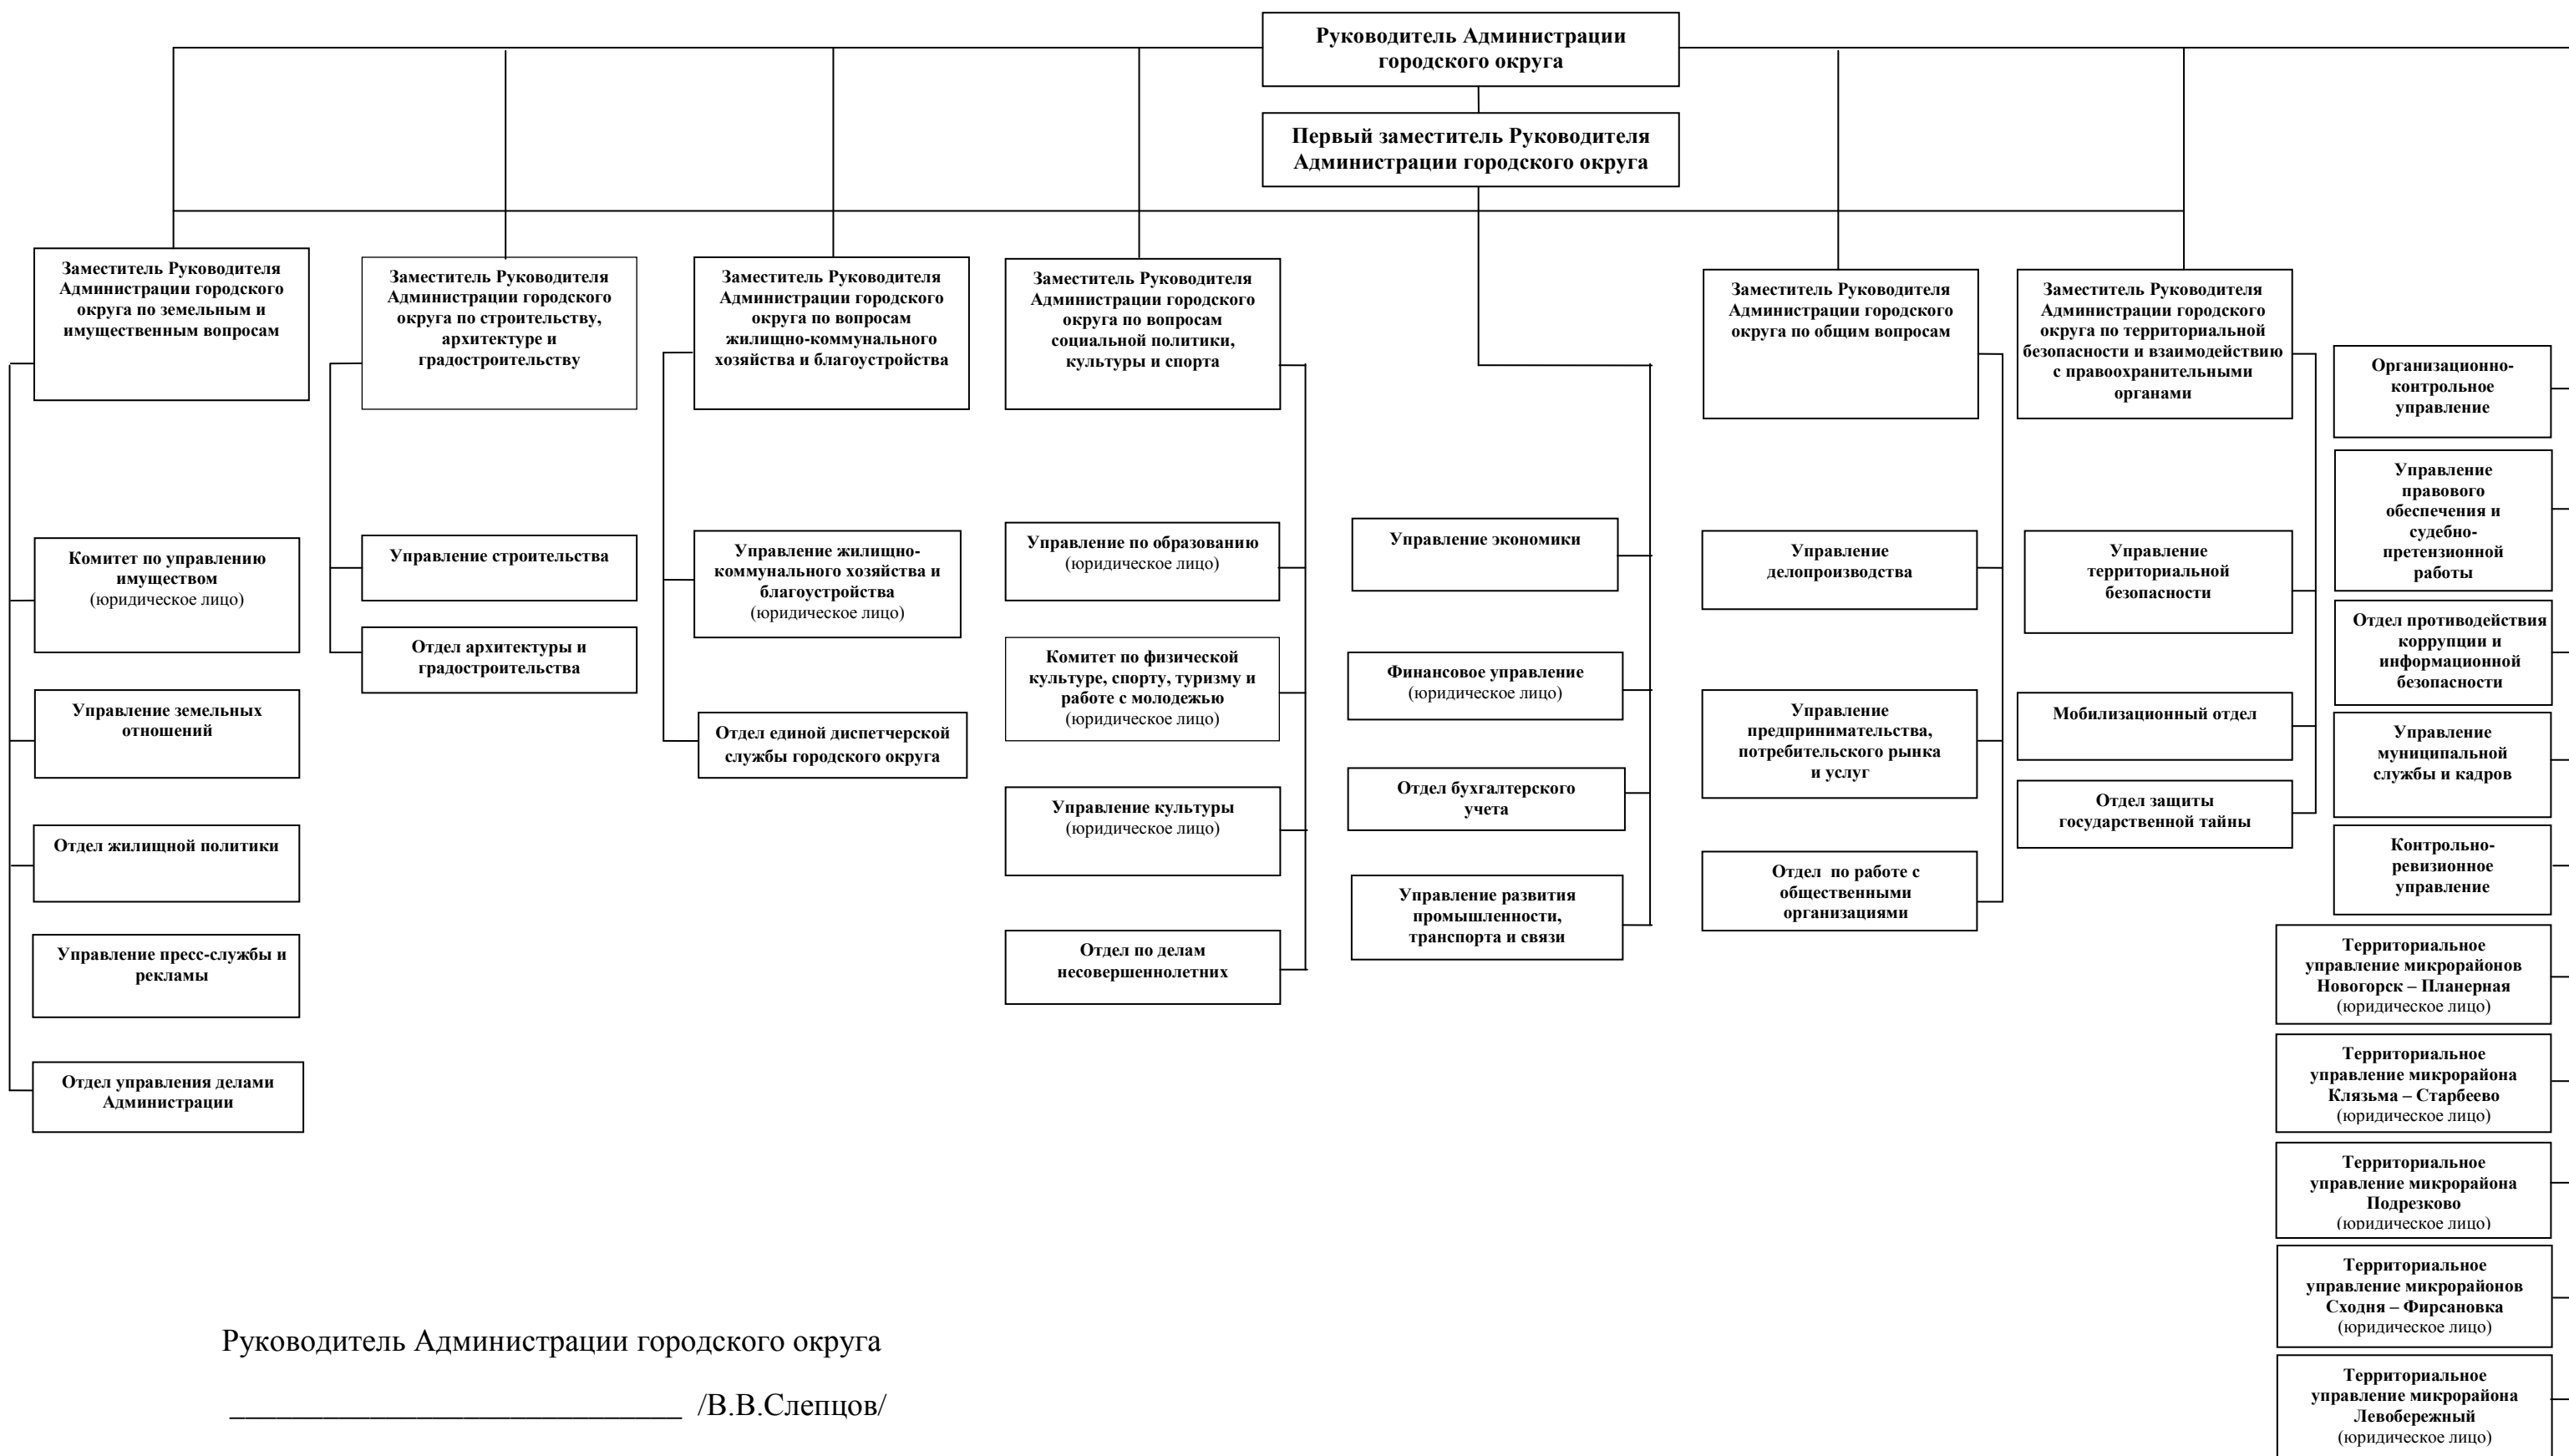 Руководитель Администрации
городского округа
Первый заместитель Руководителя
Администрации городского округа
Заместитель Руководителя
Администрации городского
округа по земельным и
имущественным вопросам
Комитет по управлению
имуществом
(юридическое лицо)
Управление земельных
отношений
Отдел жилищной политики
Управление пресс-службы и
рекламы
Отдел управления делами
Администрации
Заместитель Руководителя
Администрации городского
округа по строительству,
архитектуре и
градостроительству
Управление строительства
Отдел архитектуры и
градостроительства
Заместитель Руководителя
Администрации городского
округа по вопросам
жилищно-коммунального
хозяйства и благоустройства
Управление жилищно-
коммунального хозяйства и
благоустройства
(юридическое лицо)
Отдел единой диспетчерской
службы городского округа
Заместитель Руководителя
Администрации городского
округа по вопросам
социальной политики,
культуры и спорта
Управление по образованию
(юридическое лицо)
Комитет по физической
культуре, спорту, туризму и
работе с молодежью
(юридическое лицо)
Управление культуры
(юридическое лицо)
Отдел по делам
несовершеннолетних
Управление экономики
Финансовое управление
(юридическое лицо)
Отдел бухгалтерского
учета
Управление развития
промышленности,
транспорта и связи
Заместитель Руководителя
Администрации городского
округа по общим вопросам
Управление
делопроизводства
Управление
предпринимательства,
потребительского рынка
и услуг
Отдел по работе с
общественными
организациями
Заместитель Руководителя
Администрации городского
округа по территориальной
безопасности и взаимодействию
с правоохранительными
органами
Управление
территориальной
безопасности
Мобилизационный отдел
Отдел защиты
государственной тайны
Организационно-
контрольное
управление
Управление
правового
обеспечения и
судебно-
претензионной
работы
Отдел противодействия
коррупции и
информационной
безопасности
Управление
муниципальной
службы и кадров
Контрольно-
ревизионное
управление
Территориальное
управление микрорайонов
Новогорск – Планерная
(юридическое лицо)
Территориальное
управление микрорайона
Клязьма – Старбеево
(юридическое лицо)
Территориальное
управление микрорайона
Подрезково
(юридическое лицо)
Территориальное
управление микрорайонов
Сходня – Фирсановка
(юридическое лицо)
Территориальное
управление микрорайона
Левобережный
(юридическое лицо)
Руководитель Администрации городского округа
_____________________________ /В.В.Слепцов/